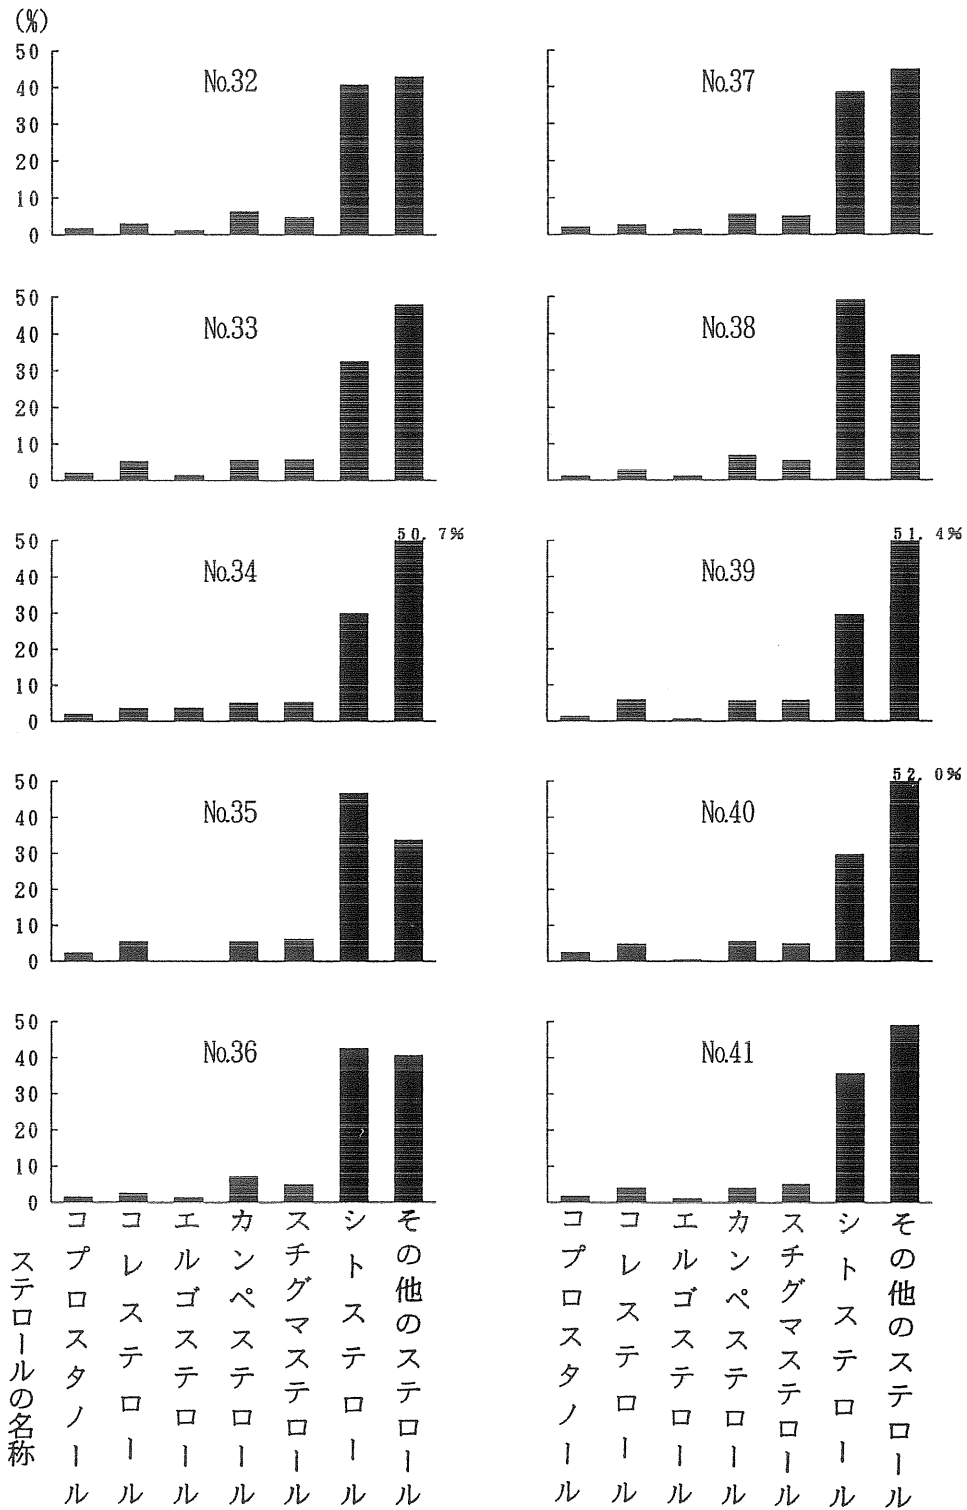 (%)
50
40
30
20
10
0
No.32
No.37
50
40
30
20
10
0
No.33
No.38
50
40
30
20
10
0
No.34
50.7%
No.39
51.4%
50
40
30
20
10
0
No.35
No.40
52.0%
50
40
30
20
10
0
No.36
No.41
ステロールの名称
コプロスタノール
コレステロール
エルゴステロール
カンペステロール
スチグマステロール
シトステロール
その他のステロール
コプロスタノール
コレステロール
エルゴステロール
カンペステロール
スチグマステロール
シトステロール
その他のステロール